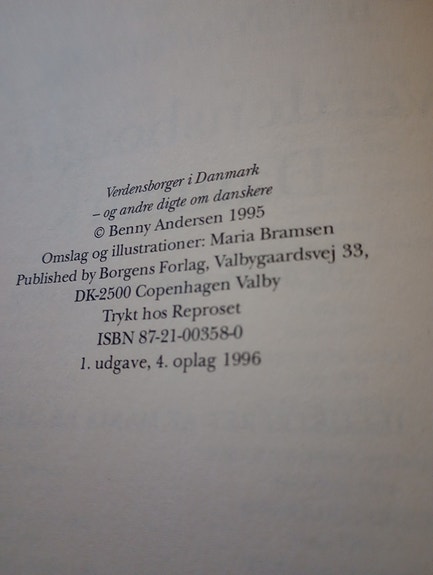 Verdensborger i Danmark
– og andre digte om danskere
© Benny Andersen 1995
Omslag og illustrationer: Maria Bramsen
Published by Borgens Forlag, Valbygaardsvej 33,
DK-2500 Copenhagen Valby
Trykt hos Reproset
ISBN 87-21-00358-0
1. udgave, 4. oplag 1996